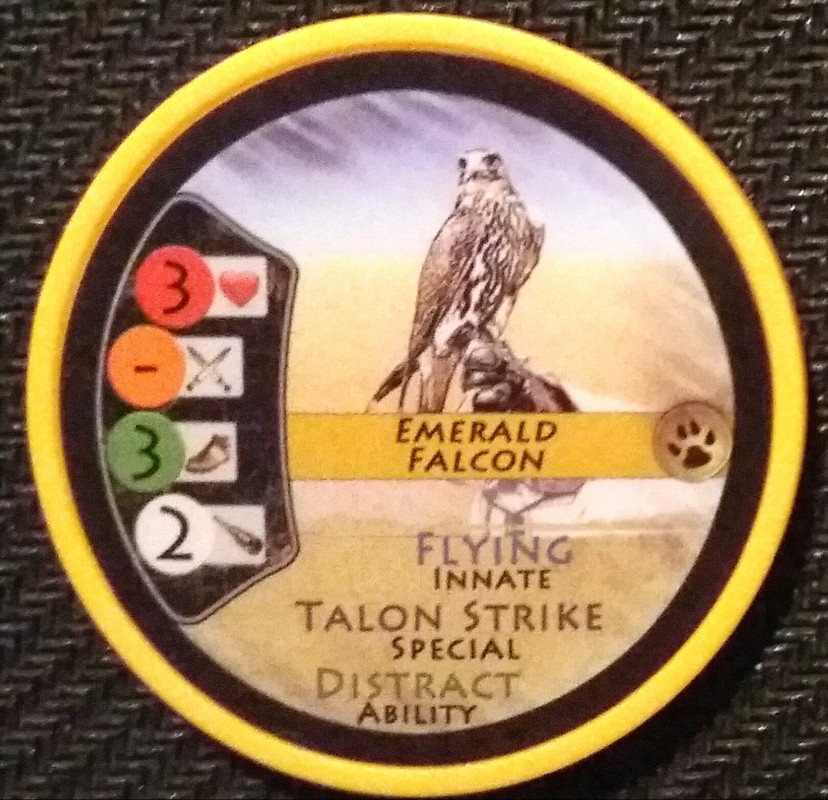 3
-
3
2
EMERALD
FALCON
FLYING
INNATE
TALON STRIKE
SPECIAL
DISTRACT
ABILITY